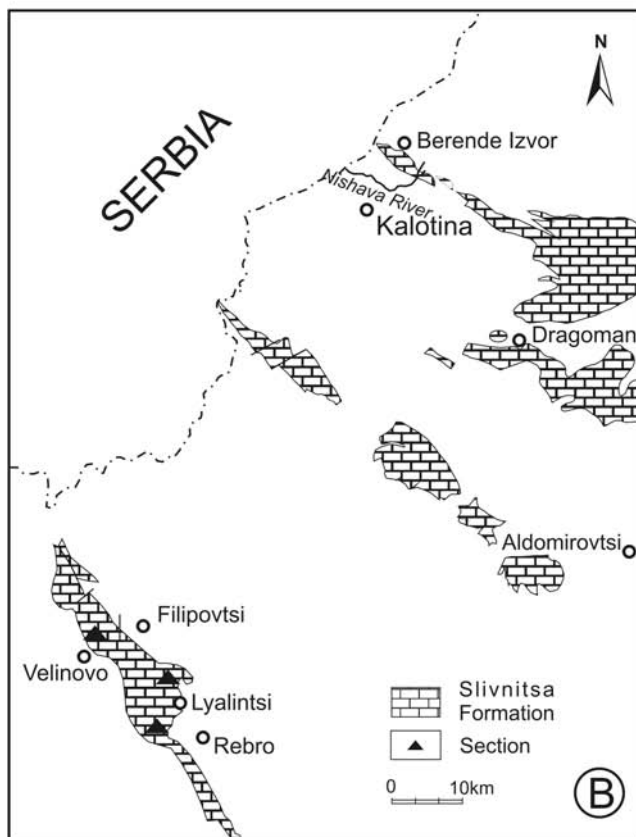 N
SERBIA
Berende Izvor
Nishava River
Kalotina
Dragoman
Aldomirovtsi
Filipovtsi
Velinovo
Lyalintsi
Rebro
Slivnitsa
Formation
Section
0 10km
B